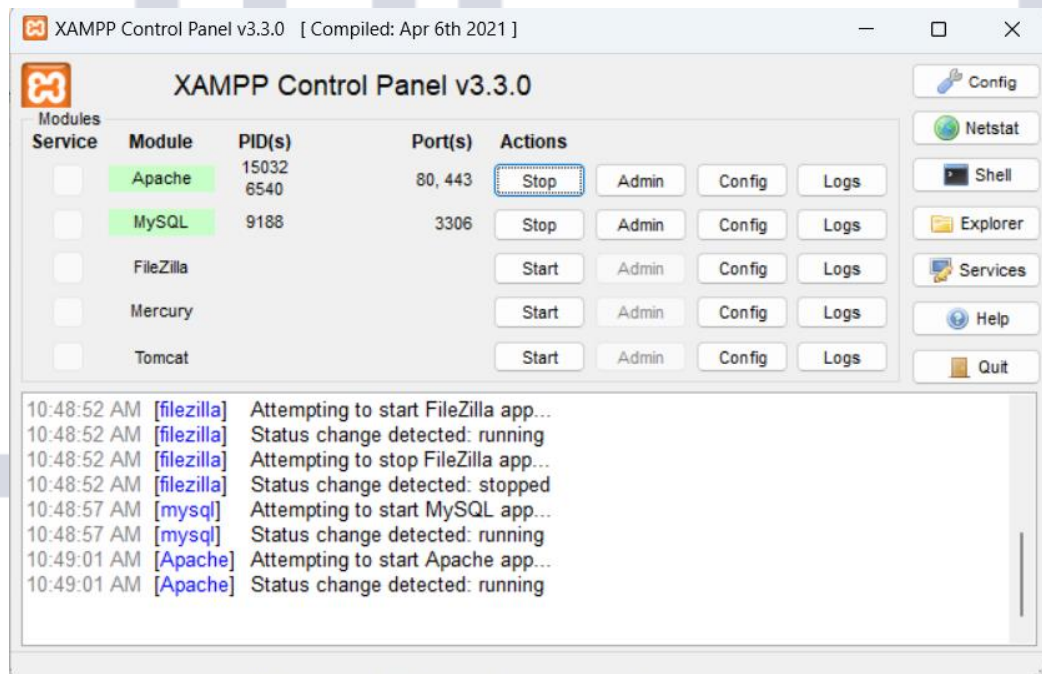 XAMPP Control Panel v3.3.0 [ Compiled: Apr 6th 2021 ]
XAMPP Control Panel v3.3.0
Config
Modules
Service Module PID(s) Port(s) Actions
Netstat
Apache 15032 6540 80, 443 Stop Admin Config Logs
Shell
MySQL 9188 3306 Stop Admin Config Logs
Explorer
FileZilla Start Admin Config Logs
Services
Mercury Start Admin Config Logs
Help
Tomcat Start Admin Config Logs
Quit
10:48:52 AM [filezilla] Attempting to start FileZilla app...
10:48:52 AM [filezilla] Status change detected: running
10:48:52 AM [filezilla] Attempting to stop FileZilla app...
10:48:52 AM [filezilla] Status change detected: stopped
10:48:57 AM [mysql] Attempting to start MySQL app...
10:48:57 AM [mysql] Status change detected: running
10:49:01 AM [Apache] Attempting to start Apache app...
10:49:01 AM [Apache] Status change detected: running